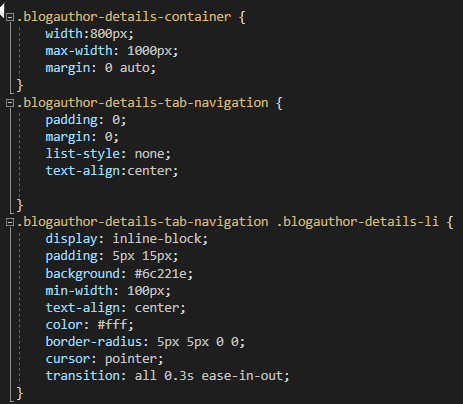 .blogauthor-details-container {
width:800px;
max-width: 1000px;
margin: 0 auto;
}
.blogauthor-details-tab-navigation {
padding: 0;
margin: 0;
list-style: none;
text-align:center;
}
.blogauthor-details-tab-navigation .blogauthor-details-li {
display: inline-block;
padding: 5px 15px;
background: #6c221e;
min-width: 100px;
text-align: center;
color: #fff;
border-radius: 5px 5px 0 0;
cursor: pointer;
transition: all 0.3s ease-in-out;
}